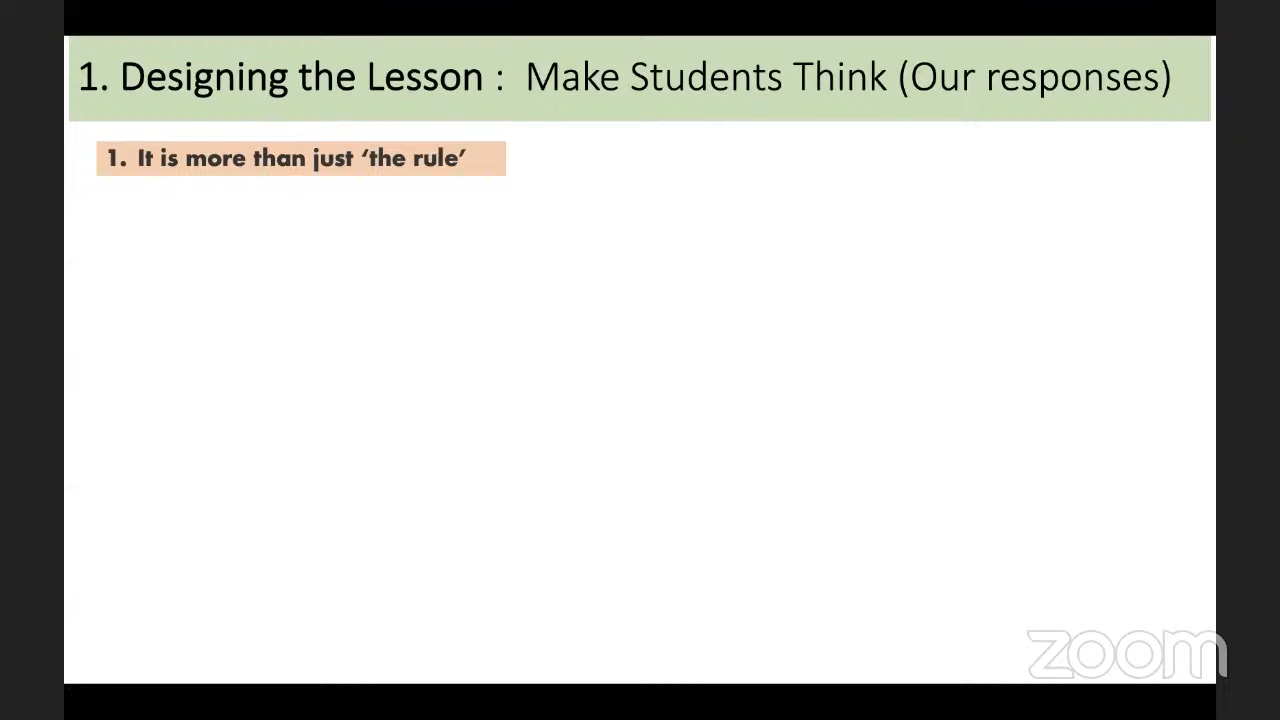 1. Designing the Lesson :  Make Students Think (Our responses)
1. It is more than just ‘the rule’
zoom